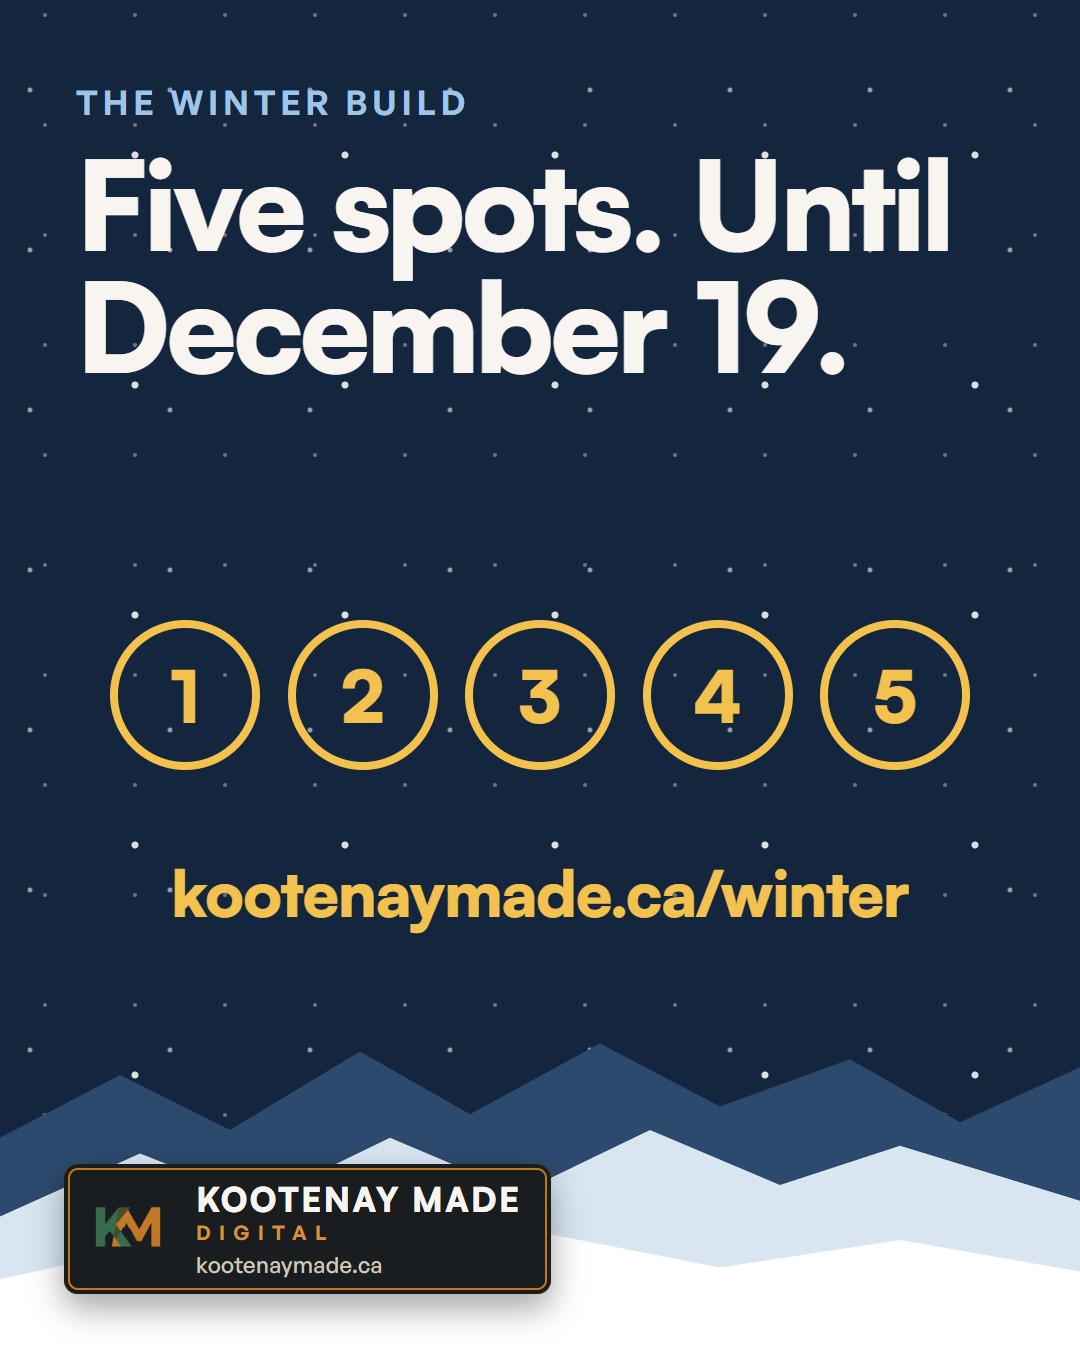 THE WINTER BUILD
Five spots. Until
December 19.
1 2 3 4 5
kootenaymade.ca/winter
KM
KOOTENAY MADE
DIGITAL
kootenaymade.ca